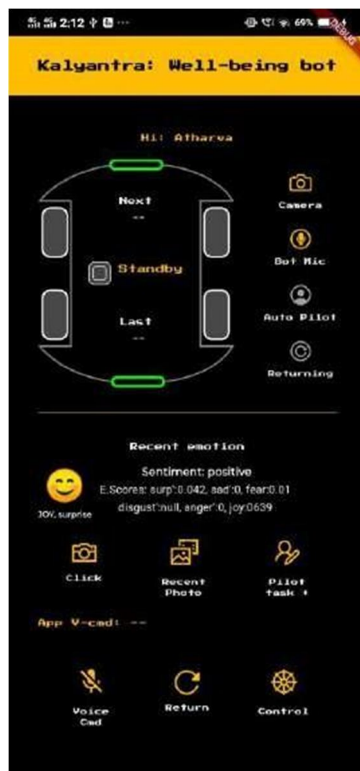 2:12
69%
DEBUG
Kalyantra: Well-being bot
Hi: Atharva
Next
--
Camera
Bot Mic
Standby
Auto Pilot
Last
--
Returning
Recent emotion
Sentiment: positive
E.Scores: surp':0.042, sad':0, fear:0.01
disgust':null, anger':0, joy:0639
JOY, surprise
Click
Recent
Photo
Pilot
task +
App V-cmd: --
Voice
Cmd
Return
Control